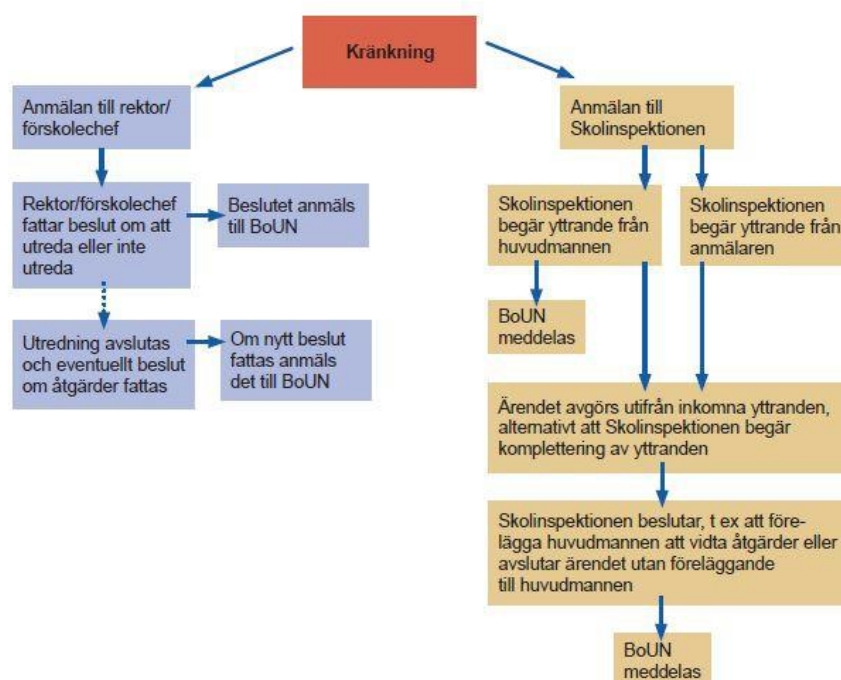 Kränkning
Anmälan till rektor/
förskolechef
Rektor/förskolechef
fattar beslut om att
utreda eller inte
utreda
Beslutet anmäls
till BoUN
Utredning avslutas
och eventuellt beslut
om åtgärder fattas
Om nytt beslut
fattas anmäls
det till BoUN
Anmälan till
Skolinspektionen
Skolinspektionen
begär yttrande från
huvudmannen
Skolinspektionen
begär yttrande från
anmälaren
BoUN
meddelas
Ärendet avgörs utifrån inkomna yttranden,
alternativt att Skolinspektionen begär
komplettering av yttranden
Skolinspektionen beslutar, t ex att före-
lägga huvudmannen att vidta åtgärder eller
avslutar ärendet utan föreläggande
till huvudmannen
BoUN
meddelas